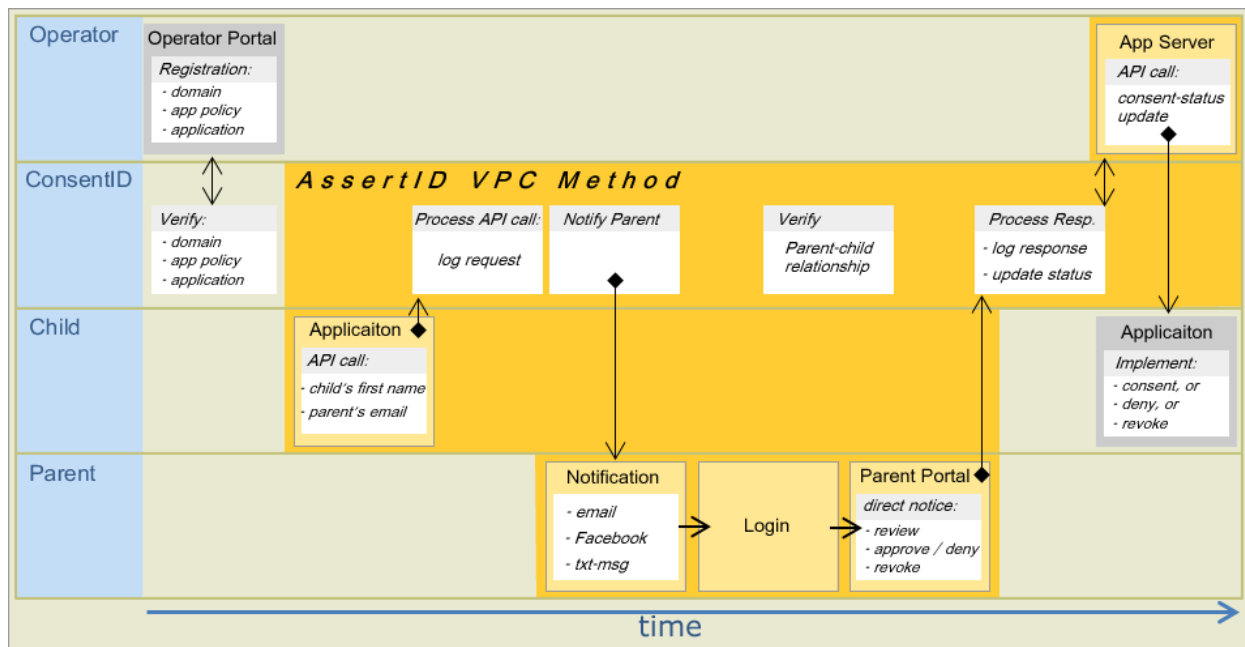 Operator
Operator Portal
Registration:
- domain
- app policy
- application
App Server
API call:
consent-status
update
ConsentID
AssertID VPC Method
Verify:
- domain
- app policy
- application
Process API call:
log request
Notify Parent
Verify
Parent-child
relationship
Process Resp.
- log response
- update status
Child
Applicaiton
API call:
- child's first name
- parent's email
Applicaiton
Implement:
- consent, or
- deny, or
- revoke
Parent
Notification
- email
- Facebook
- txt-msg
Login
Parent Portal
direct notice:
- review
- approve / deny
- revoke
time